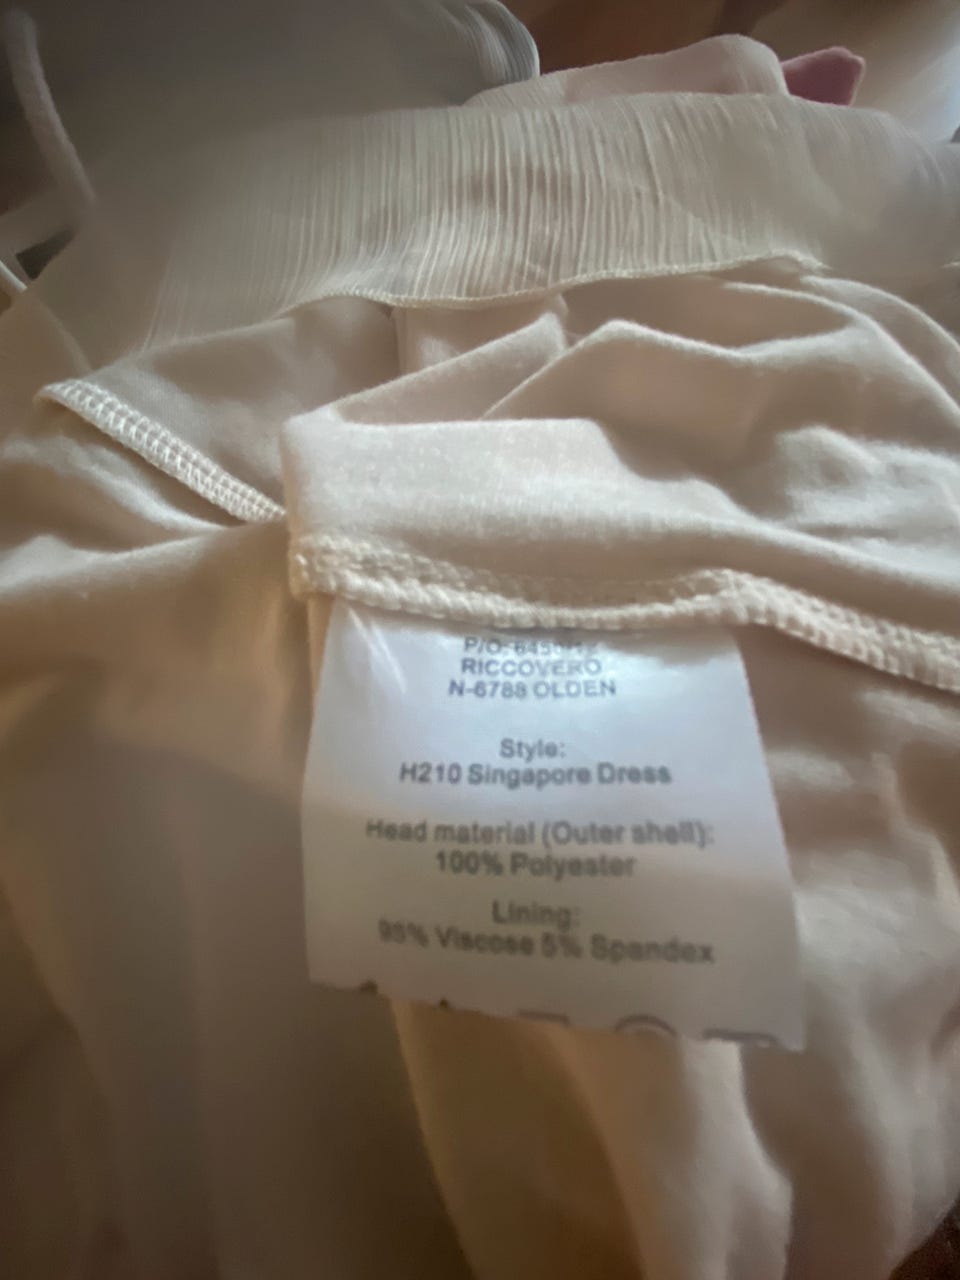 P/O:
RICCOVERO
N-6788 OLDEN
Style:
H210 Singapore Dress
Head material (Outer shell):
100% Polyester
Lining:
95% Viscose 5% Spandex